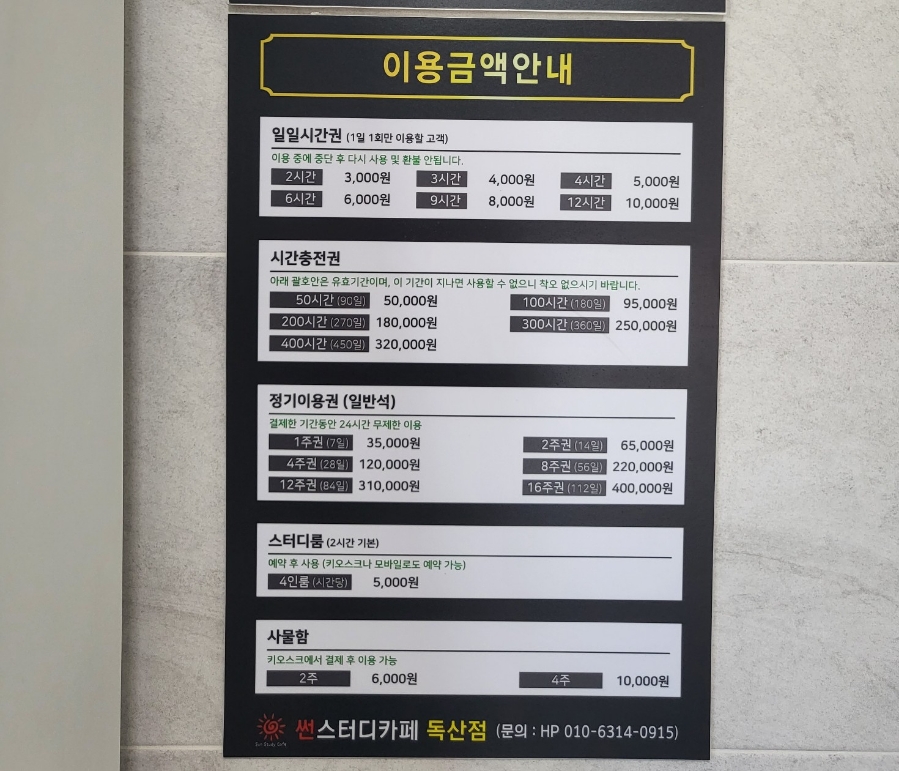 이용금액안내
일일시간권 (1일 1회만 이용할 고객)
이용 중에 중단 후 다시 사용 및 환불 안됩니다.
2시간 3,000원 3시간 4,000원 4시간 5,000원
6시간 6,000원 9시간 8,000원 12시간 10,000원
시간충전권
아래 괄호안은 유효기간이며, 이 기간이 지나면 사용할 수 없으니 착오 없으시기 바랍니다.
50시간 (90일) 50,000원 100시간 (180일) 95,000원
200시간 (270일) 180,000원 300시간 (360일) 250,000원
400시간 (450일) 320,000원
정기이용권 (일반석)
결제한 기간동안 24시간 무제한 이용
1주권 (7일) 35,000원 2주권 (14일) 65,000원
4주권 (28일) 120,000원 8주권 (56일) 220,000원
12주권 (84일) 310,000원 16주권 (112일) 400,000원
스터디룸 (2시간 기본)
예약 후 사용 (키오스크나 모바일로도 예약 가능)
4인룸 (시간당) 5,000원
사물함
키오스크에서 결제 후 이용 가능
2주 6,000원 4주 10,000원
썬스터디카페 독산점 (문의 : HP 010-6314-0915)
Sun Study Cafe